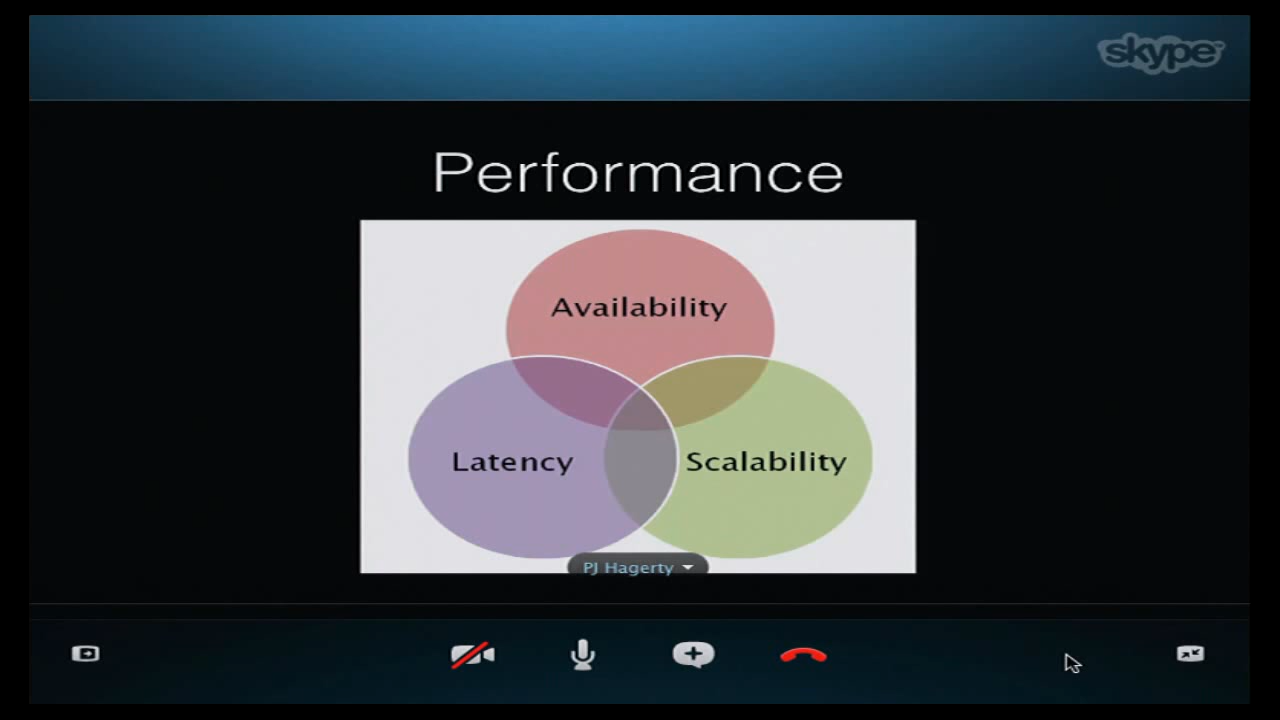 skype
Performance
Availability
Latency
Scalability
PJ Hagerty